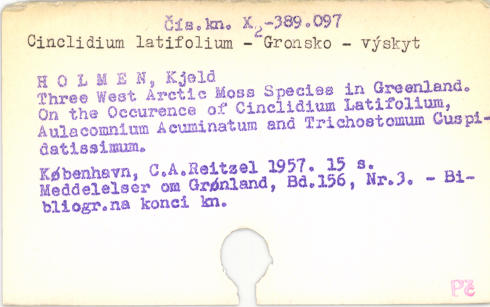 Čís.kn. X2-389.097
Cinclidium latifolium - Gronsko - výskyt
HOLMEN, Kjeld
Three West Arctic Moss Species in Greenland.
On the Occurence of Cinclidium Latifolium,
Aulacomnium Acuminatum and Trichostomum Cuspi-
datissimum.
København, C.A.Reitzel 1957. 15 s.
Meddelelser om Grønland, Bd.156, Nr.3. - Bi-
bliogr.na konci kn.
Př